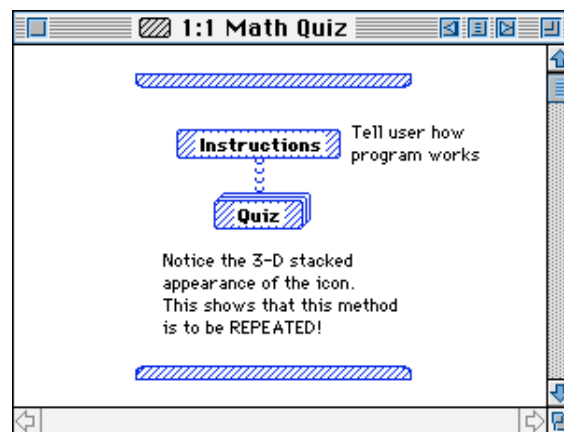 1:1 Math Quiz
Instructions
Tell user how
program works
Quiz
Notice the 3-D stacked
appearance of the icon.
This shows that this method
is to be REPEATED!